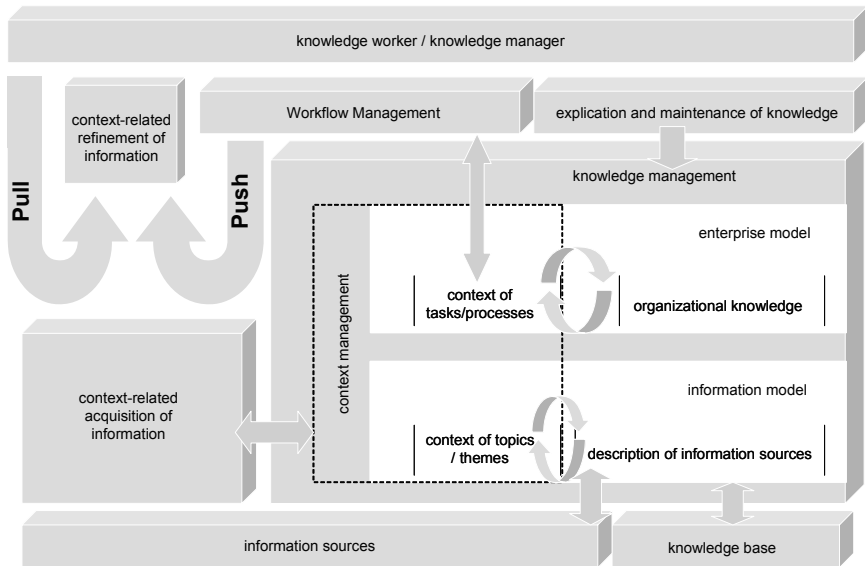 knowledge worker / knowledge manager
context-related
refinement of
information
Workflow Management
explication and maintenance of knowledge
Pull
Push
knowledge management
context management
enterprise model
context of
tasks/processes
organizational knowledge
context-related
acquisition of
information
information model
context of topics
/ themes
description of information sources
information sources
knowledge base